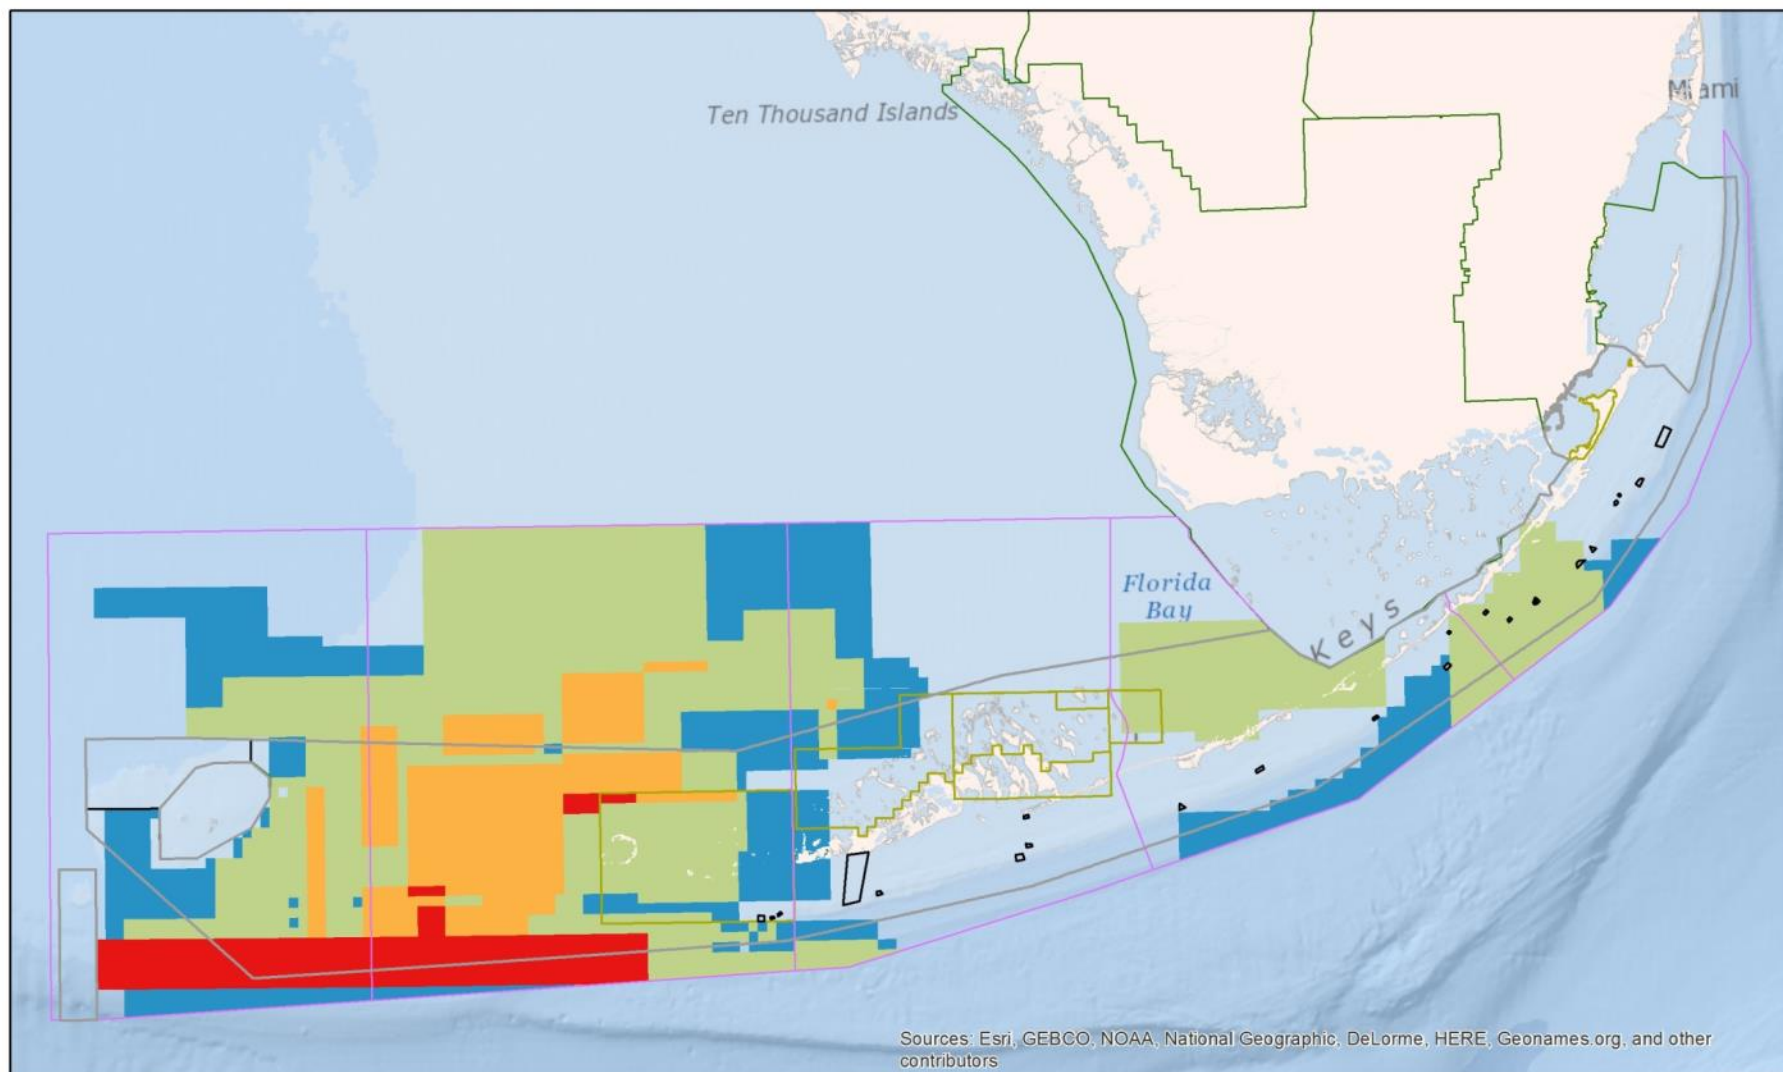 Miami
Ten Thousand Islands
Florida
Bay
Keys
Sources: Esri, GEBCO, NOAA, National Geographic, DeLorme, HERE, Geonames.org, and other
contributors